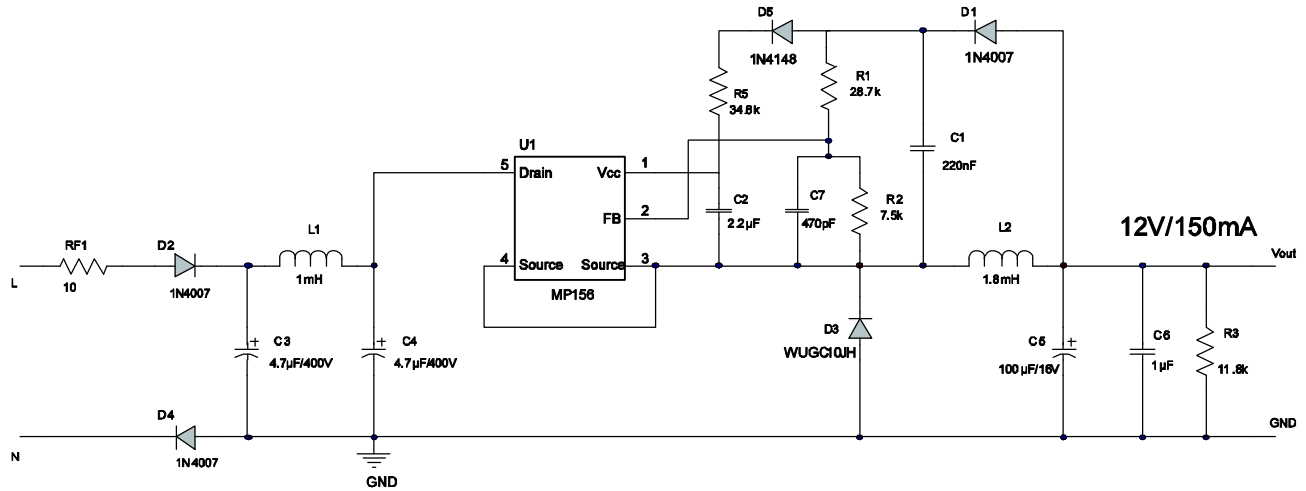 D5
1N4148
D1
1N4007
R5
34.8k
R1
28.7k
C1
220nF
U1
5
Drain
Vcc
1
FB
2
4
Source
Source
3
MP156
C2
2.2µF
C7
470pF
R2
7.5k
L2
1.8mH
12V/150mA
Vout
L
RF1
10
D2
1N4007
L1
1mH
C3
4.7µF/400V
C4
4.7µF/400V
D3
WUGC10JH
C5
100µF/16V
C6
1µF
R3
11.8k
N
D4
1N4007
GND
GND